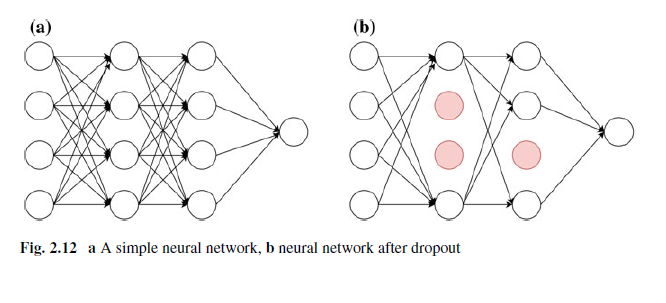 (a)
(b)
Fig. 2.12 a A simple neural network, b neural network after dropout